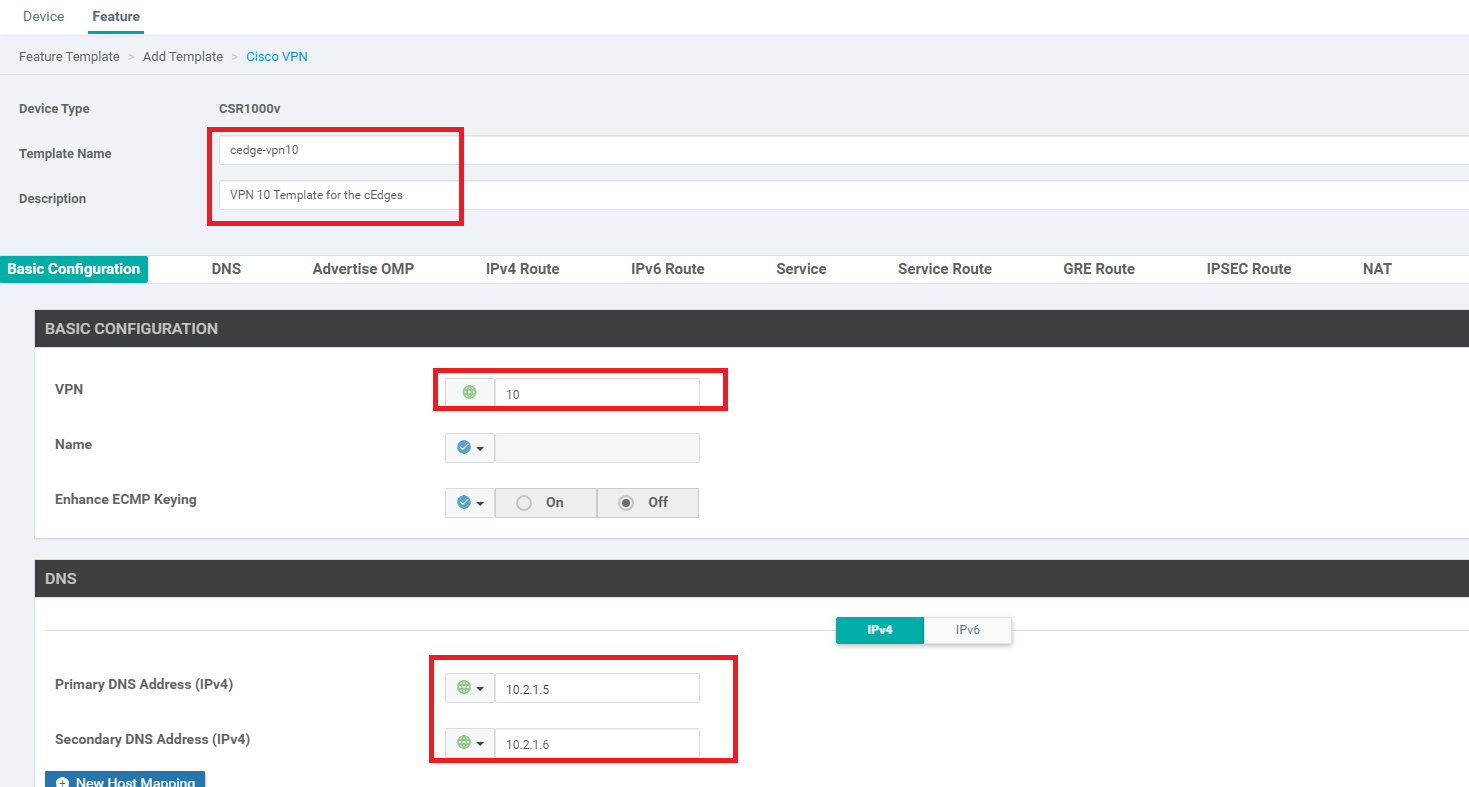 Device Feature
Feature Template > Add Template > Cisco VPN
Device Type CSR1000v
Template Name cedge-vpn10
Description VPN 10 Template for the cEdges
Basic Configuration DNS Advertise OMP IPv4 Route IPv6 Route Service Service Route GRE Route IPSEC Route NAT
BASIC CONFIGURATION
VPN 10
Name
Enhance ECMP Keying On Off
DNS
IPv4 IPv6
Primary DNS Address (IPv4) 10.2.1.5
Secondary DNS Address (IPv4) 10.2.1.6
New Host Mapping